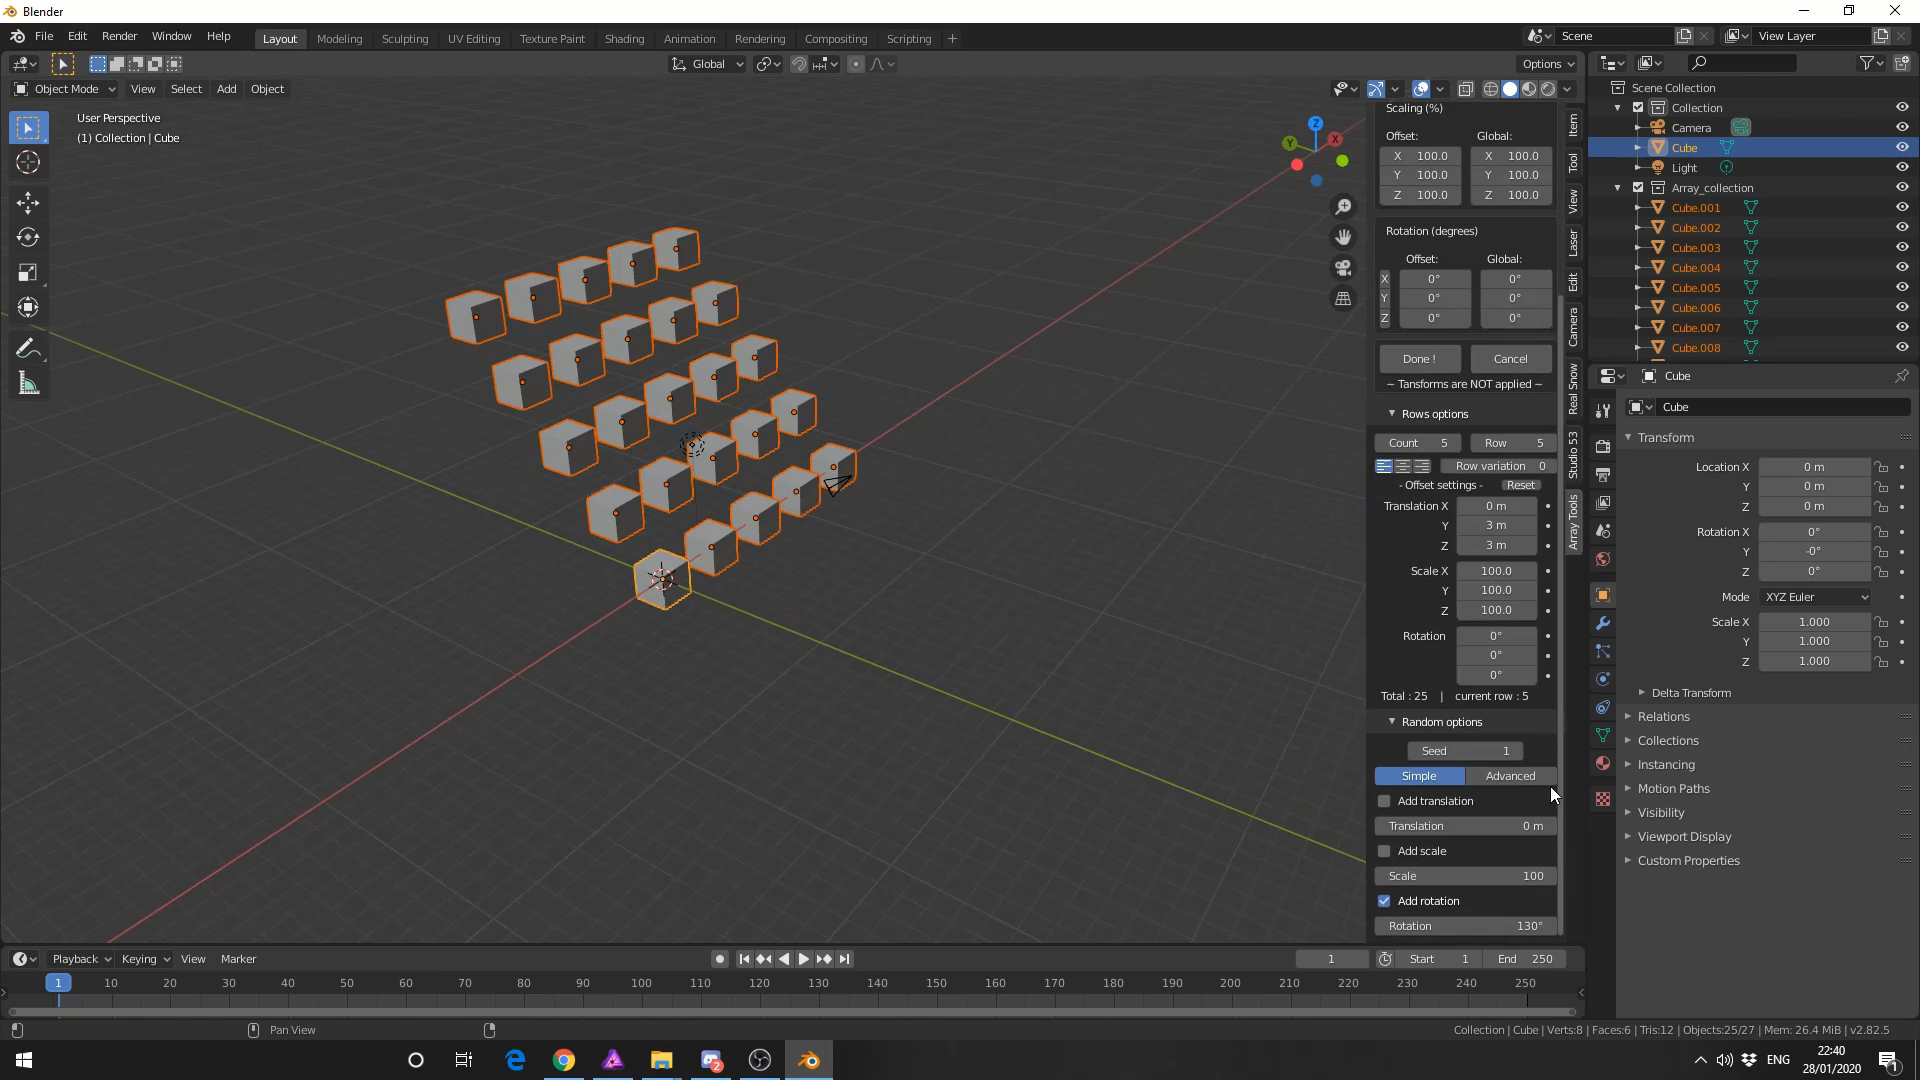 Blender
File Edit Render Window Help Layout Modeling Sculpting UV Editing Texture Paint Shading Animation Rendering Compositing Scripting + Scene View Layer
Global Options
Object Mode View Select Add Object
User Perspective
(1) Collection | Cube
Z
Y
X
Scaling (%)
Offset: Global:
X 100.0 X 100.0
Y 100.0 Y 100.0
Z 100.0 Z 100.0
Rotation (degrees)
Offset: Global:
X 0° 0°
Y 0° 0°
Z 0° 0°
Done ! Cancel
~ Tansforms are NOT applied ~
Rows options
Count 5 Row 5
Row variation 0
- Offset settings - Reset
Translation X 0 m
Y 3 m
Z 3 m
Scale X 100.0
Y 100.0
Z 100.0
Rotation 0°
0°
0°
Total : 25 | current row : 5
Random options
Seed 1
Simple Advanced
Add translation
Translation 0 m
Add scale
Scale 100
Add rotation
Rotation 130°
Item
Tool
View
Laser
Edit
Camera
Real Snow
Studio 53
Array Tools
Scene Collection
Collection
Camera
Cube
Light
Array_collection
Cube.001
Cube.002
Cube.003
Cube.004
Cube.005
Cube.006
Cube.007
Cube.008
Cube
Cube
Transform
Location X 0 m
Y 0 m
Z 0 m
Rotation X 0°
Y -0°
Z 0°
Mode XYZ Euler
Scale X 1.000
Y 1.000
Z 1.000
Delta Transform
Relations
Collections
Instancing
Motion Paths
Visibility
Viewport Display
Custom Properties
Playback Keying View Marker 1 Start 1 End 250
1 10 20 30 40 50 60 70 80 90 100 110 120 130 140 150 160 170 180 190 200 210 220 230 240 250
Pan View Collection | Cube | Verts:8 | Faces:6 | Tris:12 | Objects:25/27 | Mem: 26.4 MiB | v2.82.5
2 ENG 22:40
28/01/2020
1